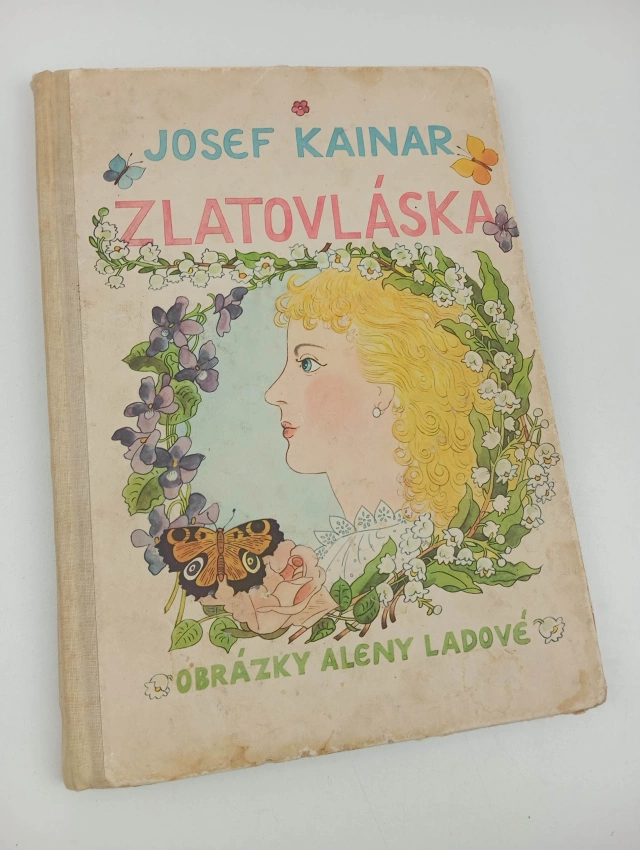 JOSEF KAINAR
ZLATOVLÁSKA
OBRÁZKY ALENY LADOVÉ